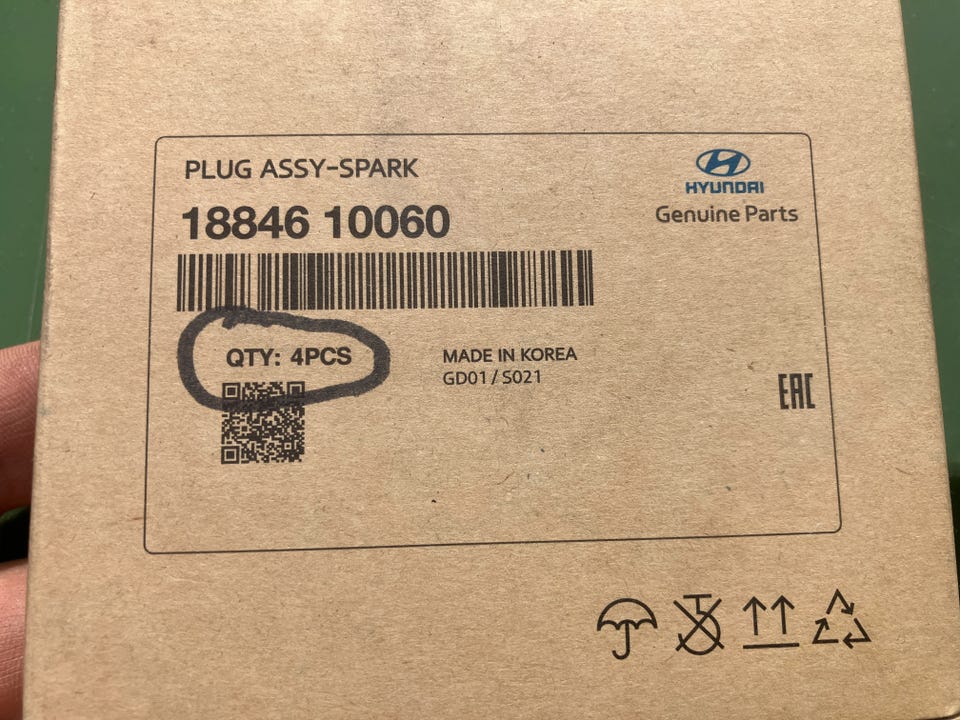 PLUG ASSY-SPARK
18846 10060
HYUNDAI
Genuine Parts
QTY: 4PCS
MADE IN KOREA
GD01 / S021
EAC